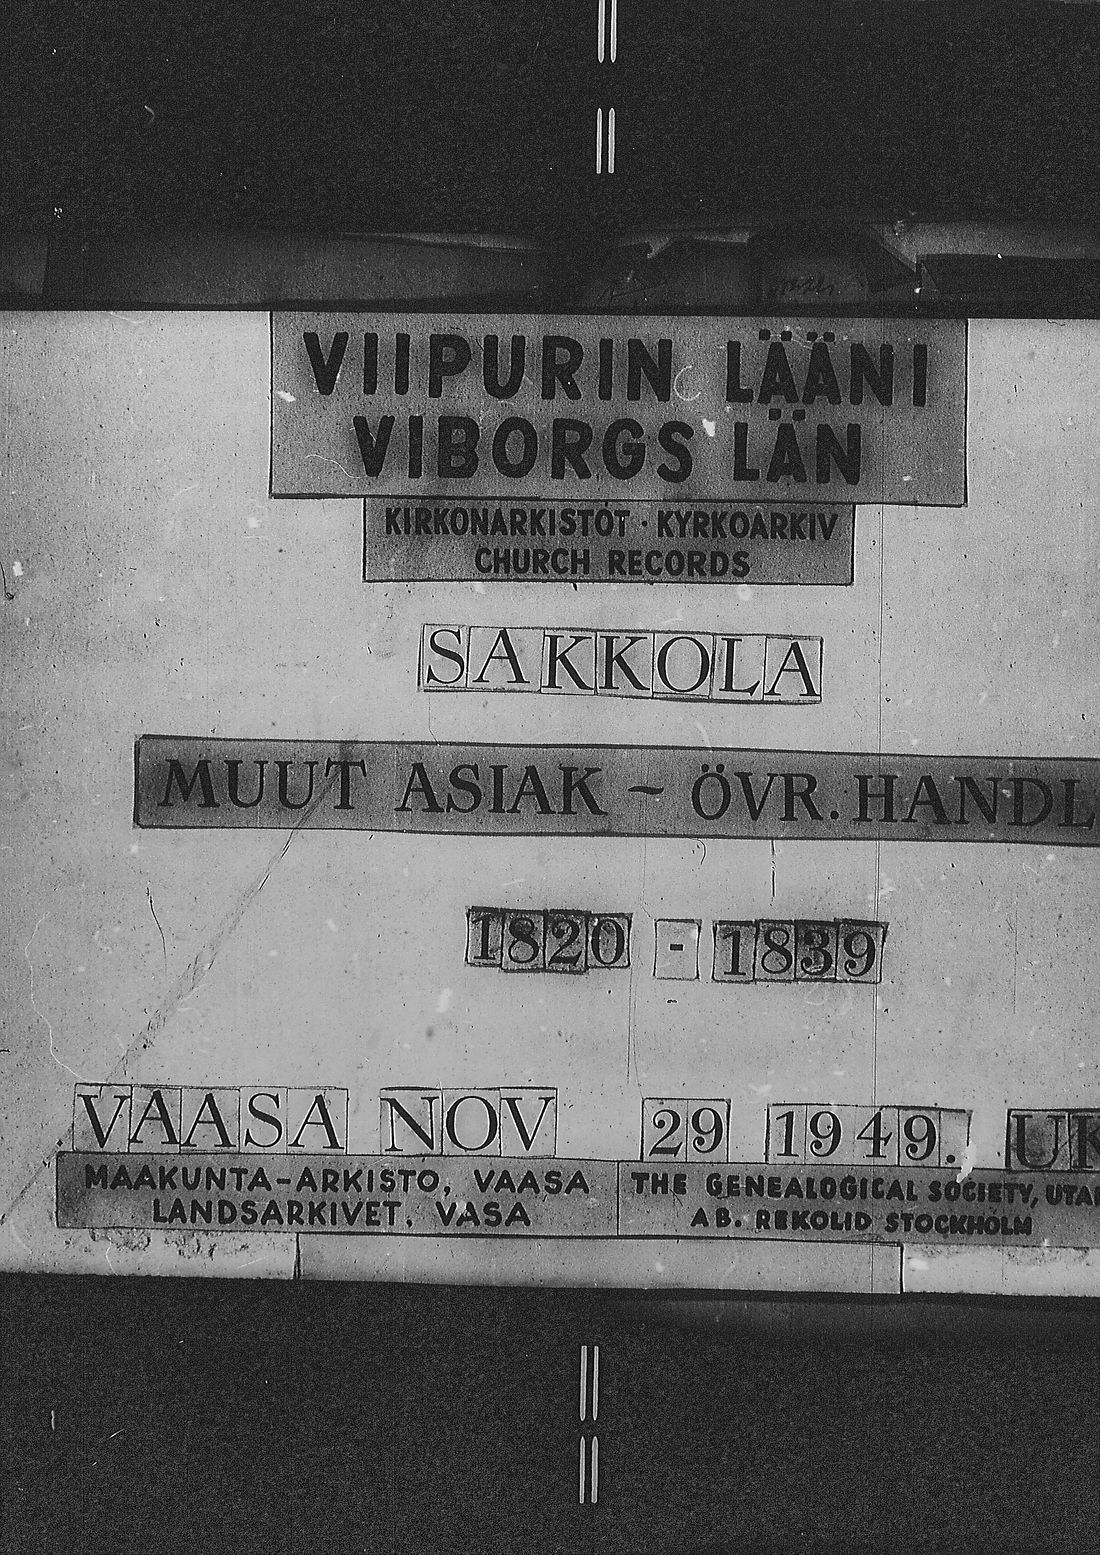 VIIPURIN LÄÄNI
VIBORGS LÄN
KIRKONARKISTOT · KYRKOARKIV
CHURCH RECORDS
SAKKOLA
MUUT ASIAK - ÖVR. HANDL
1820 - 1839
VAASA NOV 29 1949. UK
MAAKUNTA-ARKISTO, VAASA
LANDSARKIVET, VASA
THE GENEALOGICAL SOCIETY, UTA
AB. REKOLID STOCKHOLM